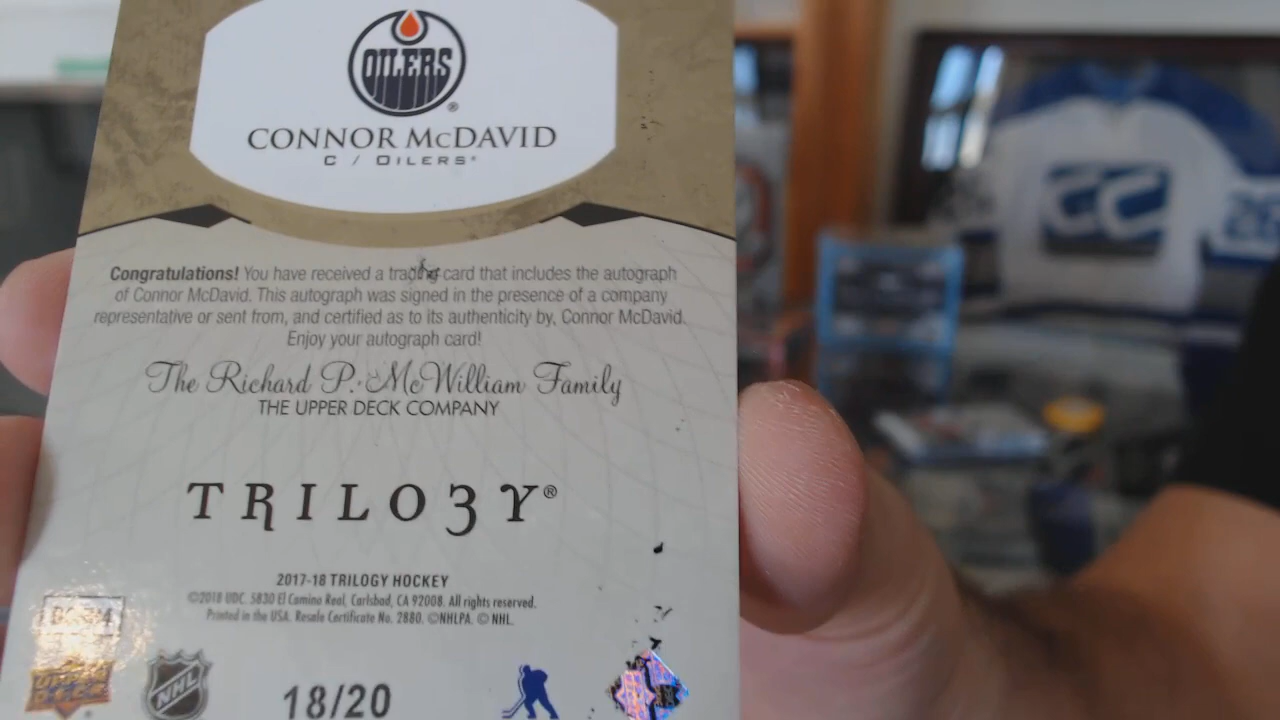 OILERS®
CONNOR McDAVID
C / OILERS®
Congratulations! You have received a trading card that includes the autograph
of Connor McDavid. This autograph was signed in the presence of a company
representative or sent from, and certified as to its authenticity by, Connor McDavid.
Enjoy your autograph card!
The Richard P. McWilliam Family
THE UPPER DECK COMPANY
TRILO3Y®
2017-18 TRILOGY HOCKEY
©2018 UDC. 5830 El Camino Real, Carlsbad, CA 92008. All rights reserved.
Printed in the USA. Resale Certificate No. 2880. ©NHLPA. © NHL.
UPPER DECK
NHL
18/20
CC